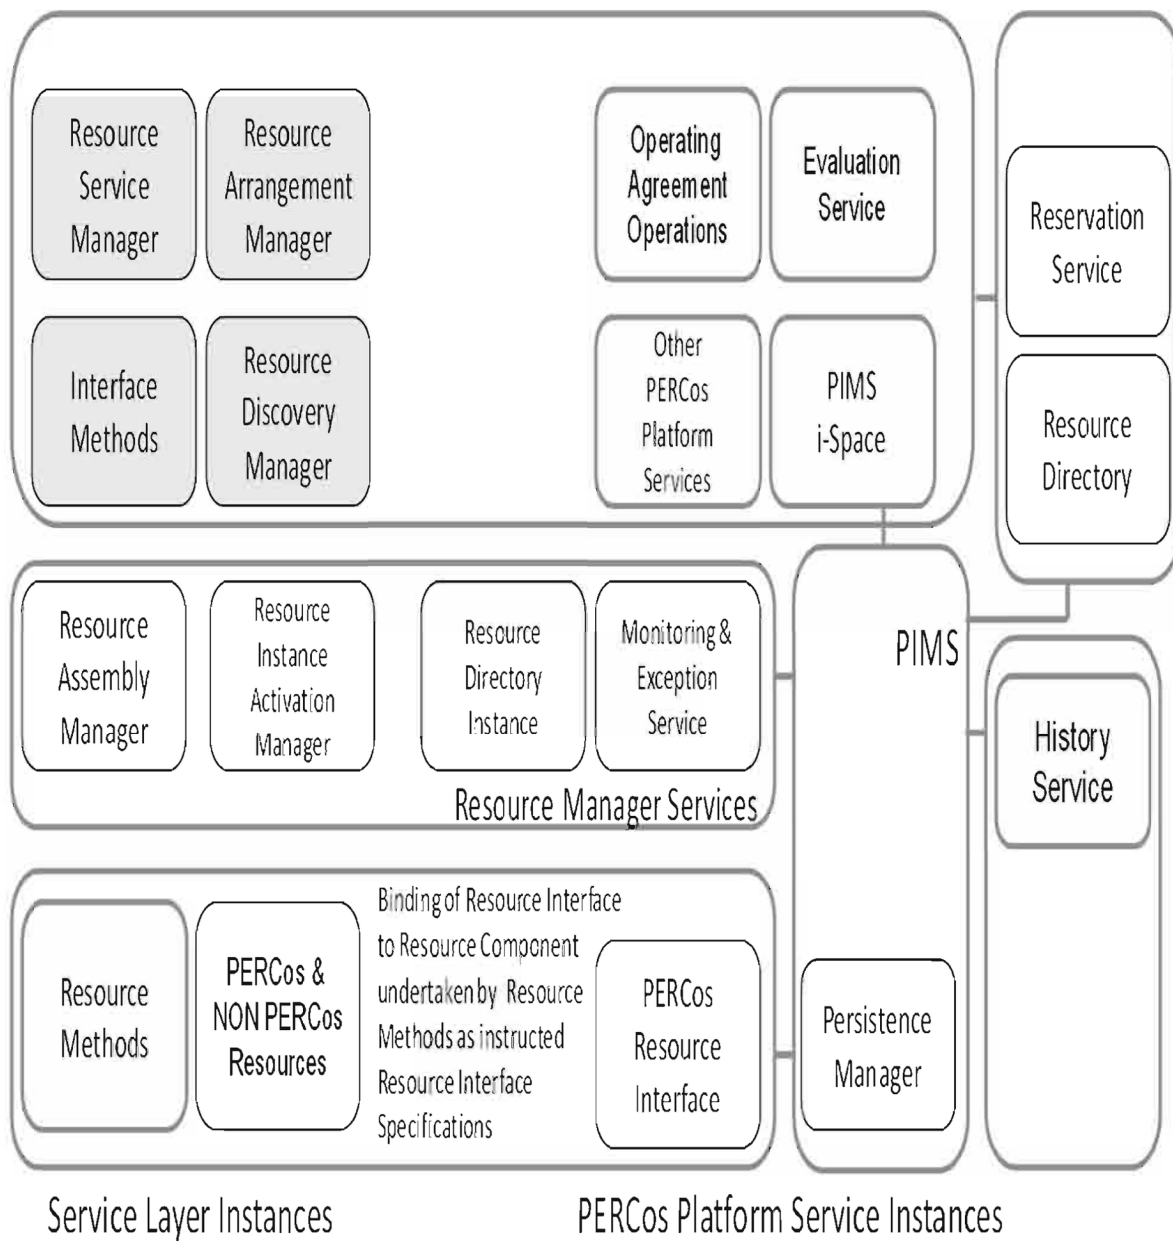 Resource
Service
Manager
Resource
Arrangement
Manager
Operating
Agreement
Operations
Evaluation
Service
Reservation
Service
Interface
Methods
Resource
Discovery
Manager
Other
PERCos
Platform
Services
PIMS
i-Space
Resource
Directory
Resource
Assembly
Manager
Resource
Instance
Activation
Manager
Resource
Directory
Instance
Monitoring &
Exception
Service
Resource Manager Services
PIMS
History
Service
Resource
Methods
PERCos &
NON PERCos
Resources
Binding of Resource Interface
to Resource Component
undertaken by Resource
Methods as instructed
Resource Interface
Specifications
PERCos
Resource
Interface
Persistence
Manager
Service Layer Instances
PERCos Platform Service Instances